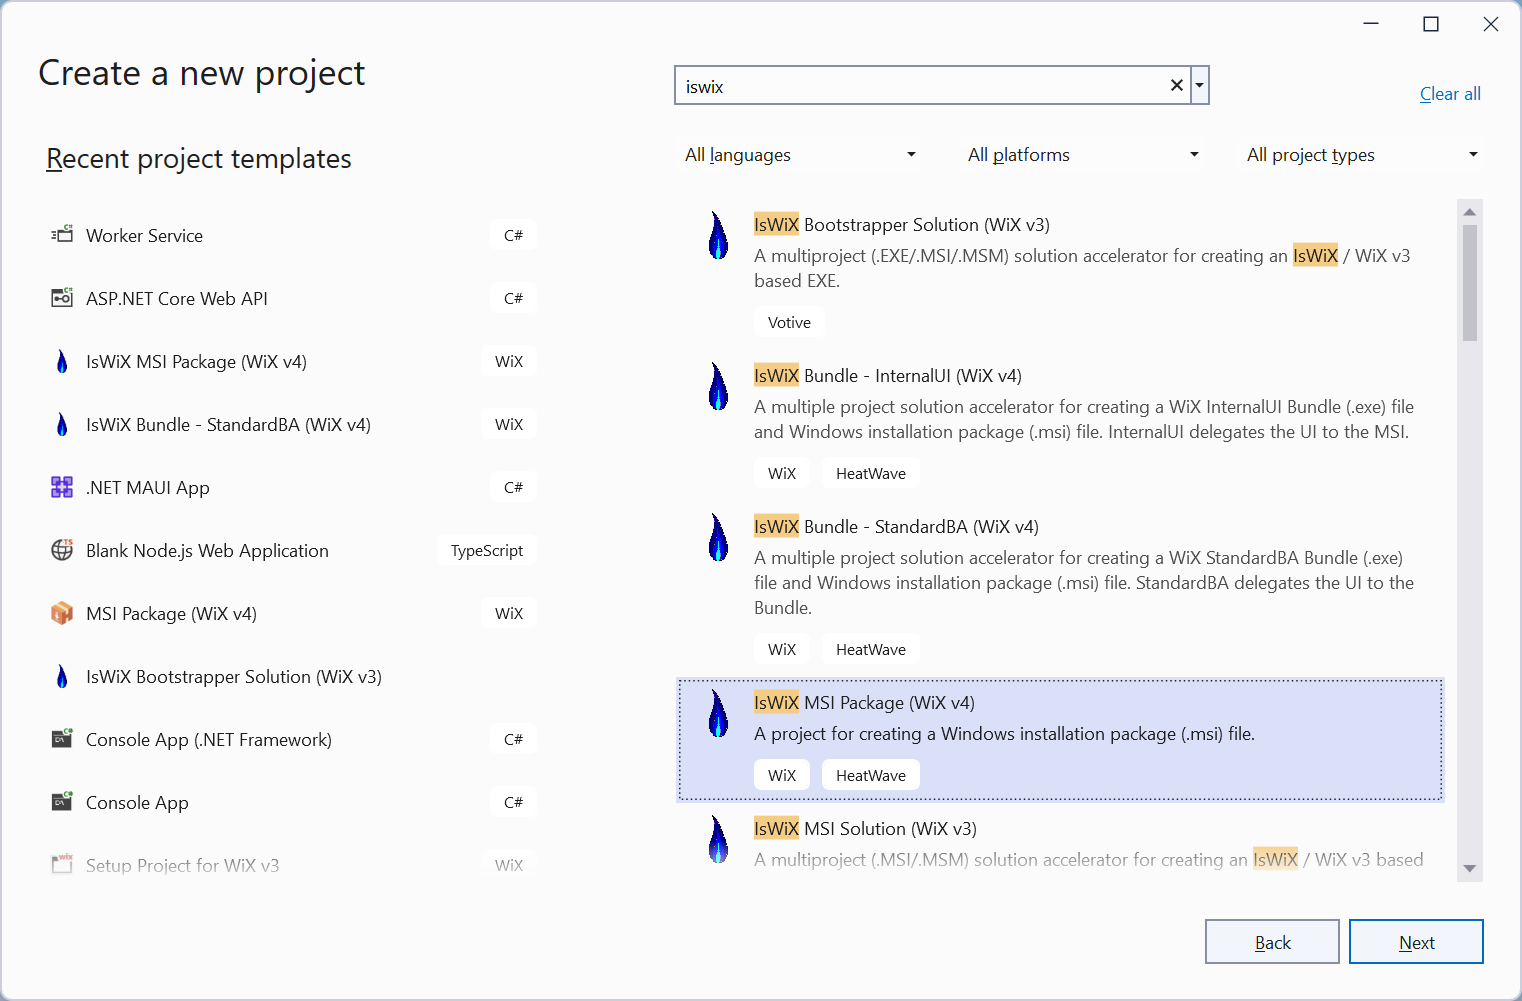 Create a new project
iswix
Clear all
Recent project templates
All languages
All platforms
All project types
Worker Service
C#
ASP.NET Core Web API
C#
IsWiX MSI Package (WiX v4)
WiX
IsWiX Bundle - StandardBA (WiX v4)
WiX
.NET MAUI App
C#
Blank Node.js Web Application
TypeScript
MSI Package (WiX v4)
WiX
IsWiX Bootstrapper Solution (WiX v3)
Console App (.NET Framework)
C#
Console App
C#
Setup Project for WiX v3
WiX
IsWiX Bootstrapper Solution (WiX v3)
A multiproject (.EXE/.MSI/.MSM) solution accelerator for creating an IsWiX / WiX v3
based EXE.
Votive
IsWiX Bundle - InternalUI (WiX v4)
A multiple project solution accelerator for creating a WiX InternalUI Bundle (.exe) file
and Windows installation package (.msi) file. InternalUI delegates the UI to the MSI.
WiX
HeatWave
IsWiX Bundle - StandardBA (WiX v4)
A multiple project solution accelerator for creating a WiX StandardBA Bundle (.exe)
file and Windows installation package (.msi) file. StandardBA delegates the UI to the
Bundle.
WiX
HeatWave
IsWiX MSI Package (WiX v4)
A project for creating a Windows installation package (.msi) file.
WiX
HeatWave
IsWiX MSI Solution (WiX v3)
A multiproject (.MSI/.MSM) solution accelerator for creating an IsWiX / WiX v3 based
Back
Next